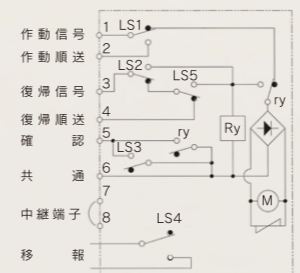 作動信号 1 LS1
作動順送 2
LS2
復帰信号 3 LS5
ry
復帰順送 4
Ry
確認 5 ry
LS3
共通 6
7
M
中継端子
8 LS4
移報